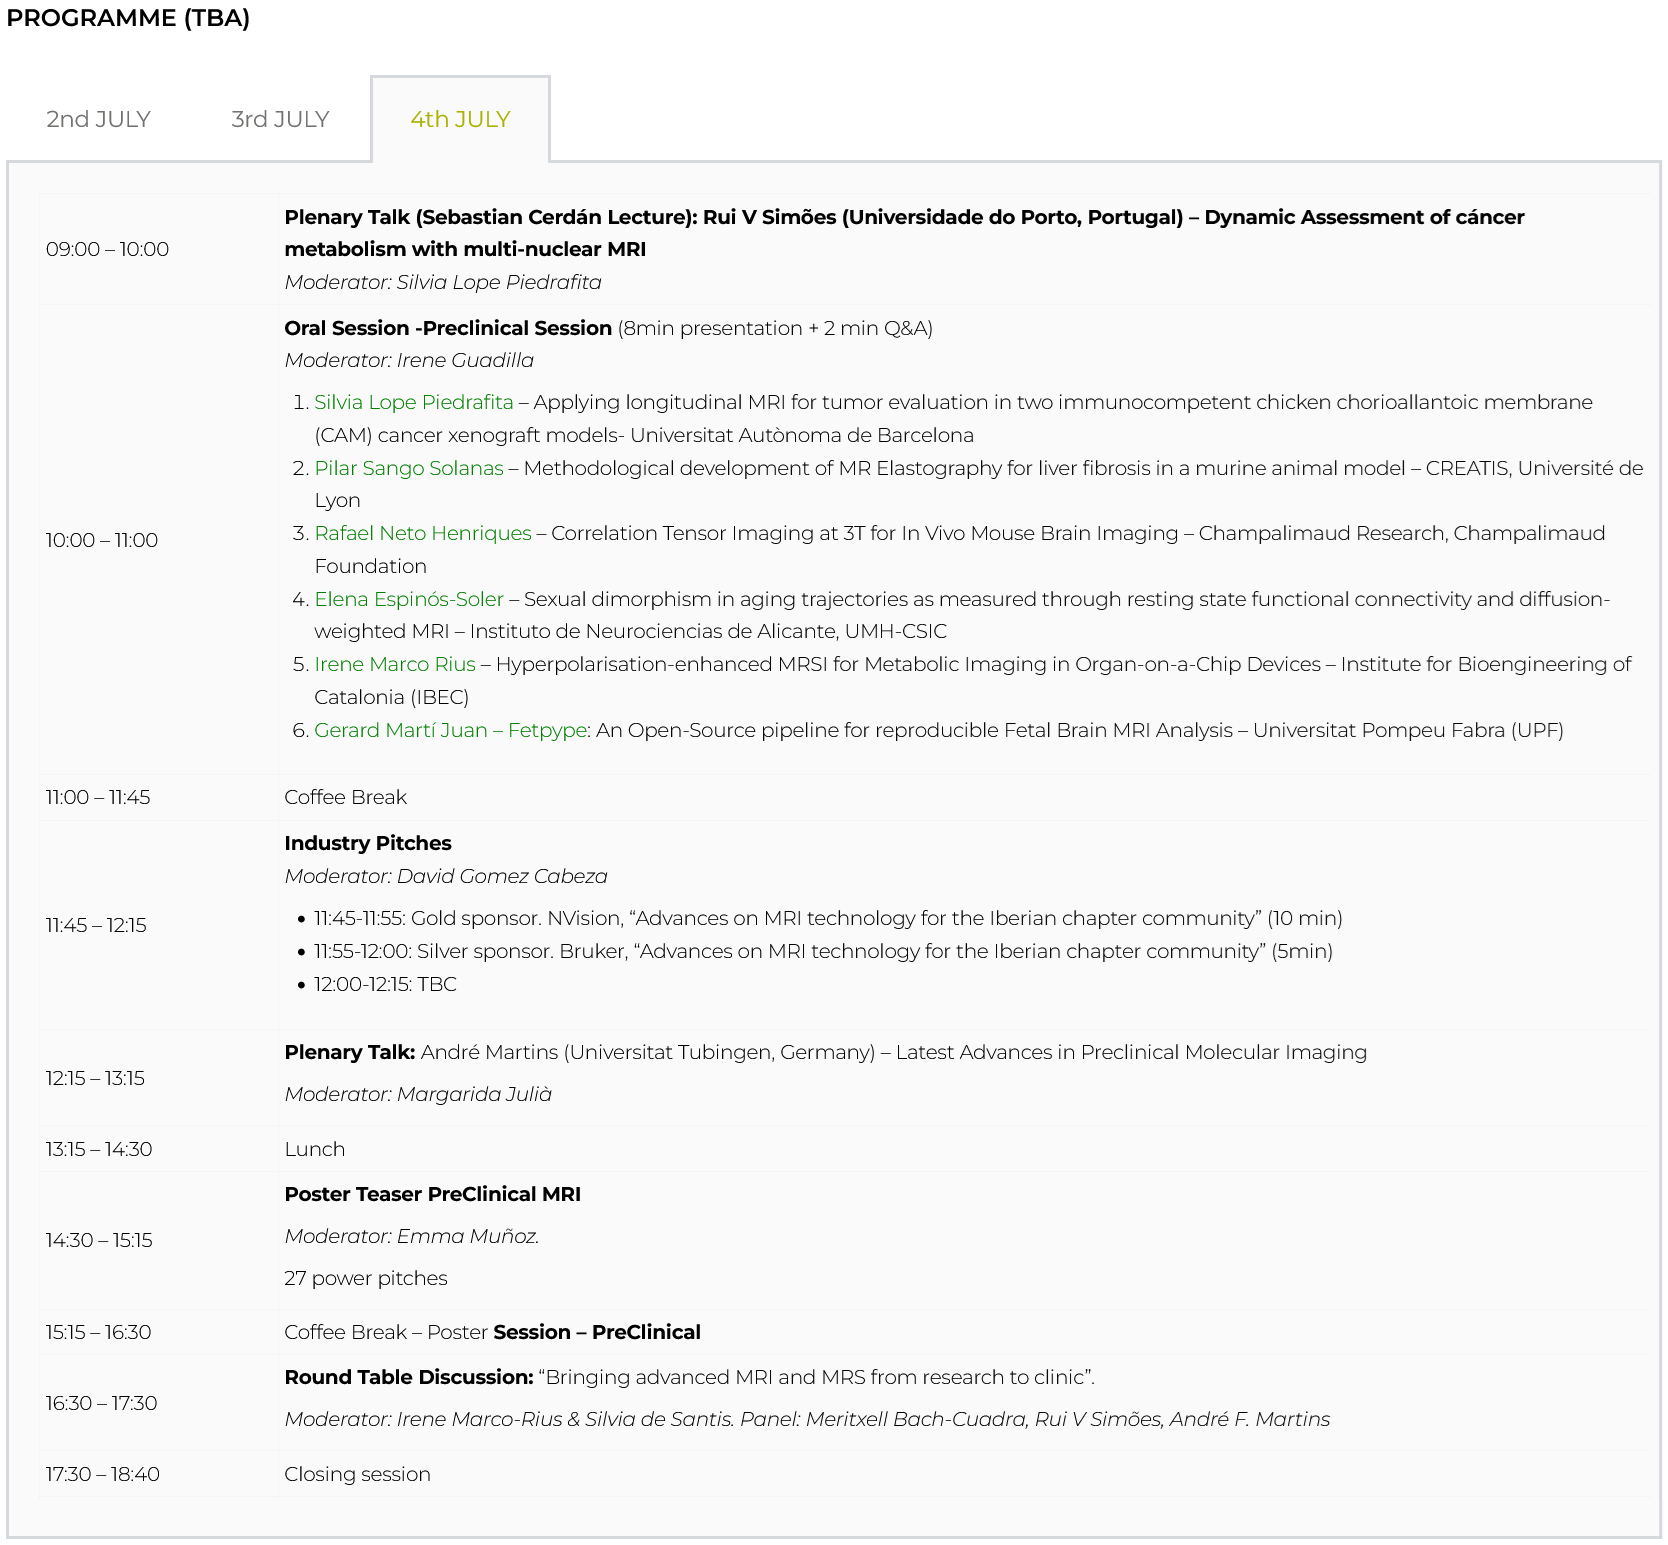 PROGRAMME (TBA)
2nd JULY
3rd JULY
4th JULY
09:00 – 10:00
Plenary Talk (Sebastian Cerdán Lecture): Rui V Simões (Universidade do Porto, Portugal) – Dynamic Assessment of cáncer
metabolism with multi-nuclear MRI
Moderator: Silvia Lope Piedrafita
10:00 – 11:00
Oral Session -Preclinical Session (8min presentation + 2 min Q&A)
Moderator: Irene Guadilla
1. Silvia Lope Piedrafita – Applying longitudinal MRI for tumor evaluation in two immunocompetent chicken chorioallantoic membrane
(CAM) cancer xenograft models- Universitat Autònoma de Barcelona
2. Pilar Sango Solanas – Methodological development of MR Elastography for liver fibrosis in a murine animal model – CREATIS, Université de
Lyon
3. Rafael Neto Henriques – Correlation Tensor Imaging at 3T for In Vivo Mouse Brain Imaging – Champalimaud Research, Champalimaud
Foundation
4. Elena Espinós-Soler – Sexual dimorphism in aging trajectories as measured through resting state functional connectivity and diffusion-
weighted MRI – Instituto de Neurociencias de Alicante, UMH-CSIC
5. Irene Marco Rius – Hyperpolarisation-enhanced MRSI for Metabolic Imaging in Organ-on-a-Chip Devices – Institute for Bioengineering of
Catalonia (IBEC)
6. Gerard Martí Juan – Fetpype: An Open-Source pipeline for reproducible Fetal Brain MRI Analysis – Universitat Pompeu Fabra (UPF)
11:00 – 11:45
Coffee Break
11:45 – 12:15
Industry Pitches
Moderator: David Gomez Cabeza
• 11:45-11:55: Gold sponsor. NVision, “Advances on MRI technology for the Iberian chapter community” (10 min)
• 11:55-12:00: Silver sponsor. Bruker, “Advances on MRI technology for the Iberian chapter community” (5min)
• 12:00-12:15: TBC
12:15 – 13:15
Plenary Talk: André Martins (Universitat Tubingen, Germany) – Latest Advances in Preclinical Molecular Imaging
Moderator: Margarida Julià
13:15 – 14:30
Lunch
14:30 – 15:15
Poster Teaser PreClinical MRI
Moderator: Emma Muñoz.
27 power pitches
15:15 – 16:30
Coffee Break – Poster Session – PreClinical
16:30 – 17:30
Round Table Discussion: “Bringing advanced MRI and MRS from research to clinic”.
Moderator: Irene Marco-Rius & Silvia de Santis. Panel: Meritxell Bach-Cuadra, Rui V Simões, André F. Martins
17:30 – 18:40
Closing session